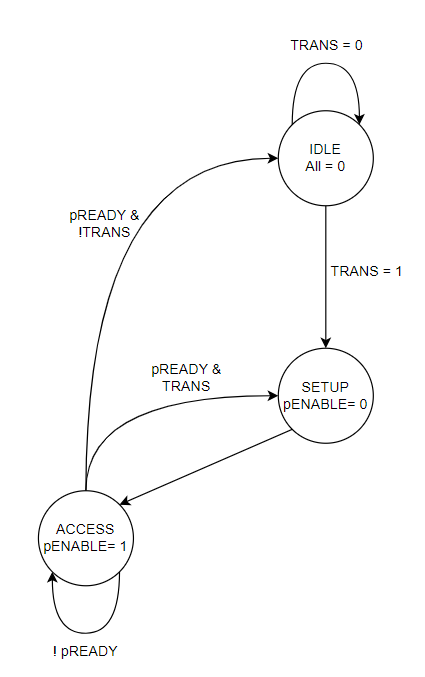 TRANS = 0
IDLE
All = 0
pREADY &
!TRANS
TRANS = 1
pREADY &
TRANS
SETUP
pENABLE= 0
ACCESS
pENABLE= 1
! pREADY